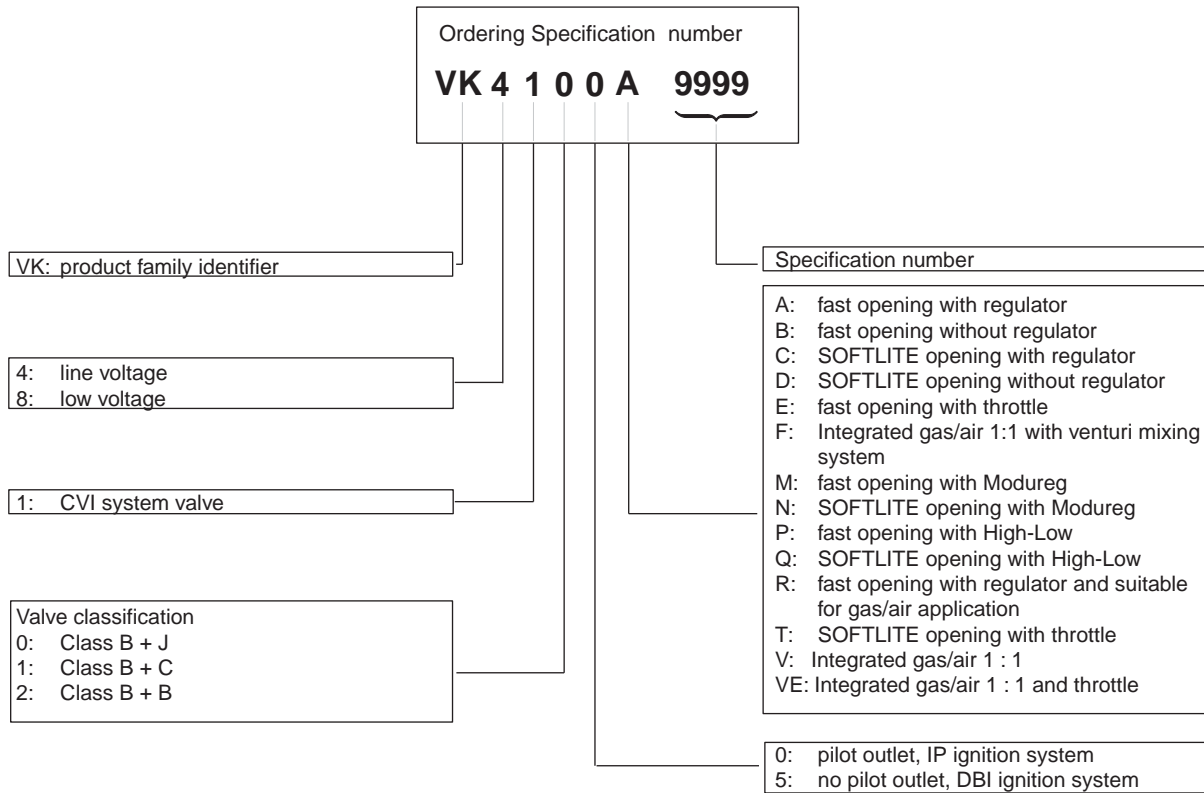 Ordering Specification number
VK 4 1 0 0 A 9999
VK: product family identifier
4: line voltage
8: low voltage
1: CVI system valve
Valve classification
0: Class B + J
1: Class B + C
2: Class B + B
Specification number
A: fast opening with regulator
B: fast opening without regulator
C: SOFTLITE opening with regulator
D: SOFTLITE opening without regulator
E: fast opening with throttle
F: Integrated gas/air 1:1 with venturi mixing
system
M: fast opening with Modureg
N: SOFTLITE opening with Modureg
P: fast opening with High-Low
Q: SOFTLITE opening with High-Low
R: fast opening with regulator and suitable
for gas/air application
T: SOFTLITE opening with throttle
V: Integrated gas/air 1 : 1
VE: Integrated gas/air 1 : 1 and throttle
0: pilot outlet, IP ignition system
5: no pilot outlet, DBI ignition system